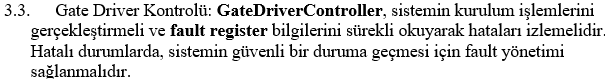 3.3. Gate Driver Kontrolü: GateDriverController, sistemin kurulum işlemlerini
gerçekleştirmeli ve fault register bilgilerini sürekli okuyarak hataları izlemelidir.
Hatalı durumlarda, sistemin güvenli bir duruma geçmesi için fault yönetimi
sağlanmalıdır.